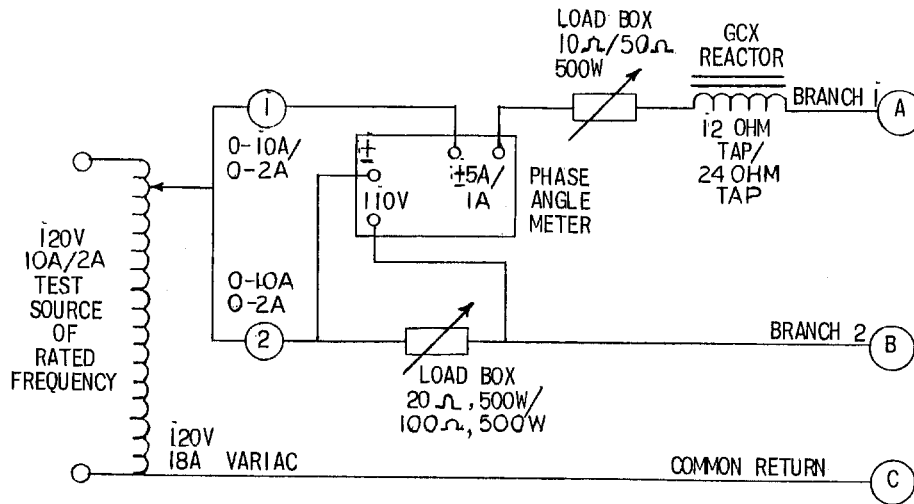 LOAD BOX
10Ω/50Ω
500W
GCX
REACTOR
BRANCH 1
A
1
0-10A/
0-2A
±
±5A/
1A
110V
PHASE
ANGLE
METER
12 OHM
TAP/
24 OHM
TAP
120V
10A/2A
TEST
SOURCE
OF
RATED
FREQUENCY
0-10A
0-2A
2
BRANCH 2
B
LOAD BOX
20Ω, 500W/
100Ω, 500W
120V
18A VARIAC
COMMON RETURN
C